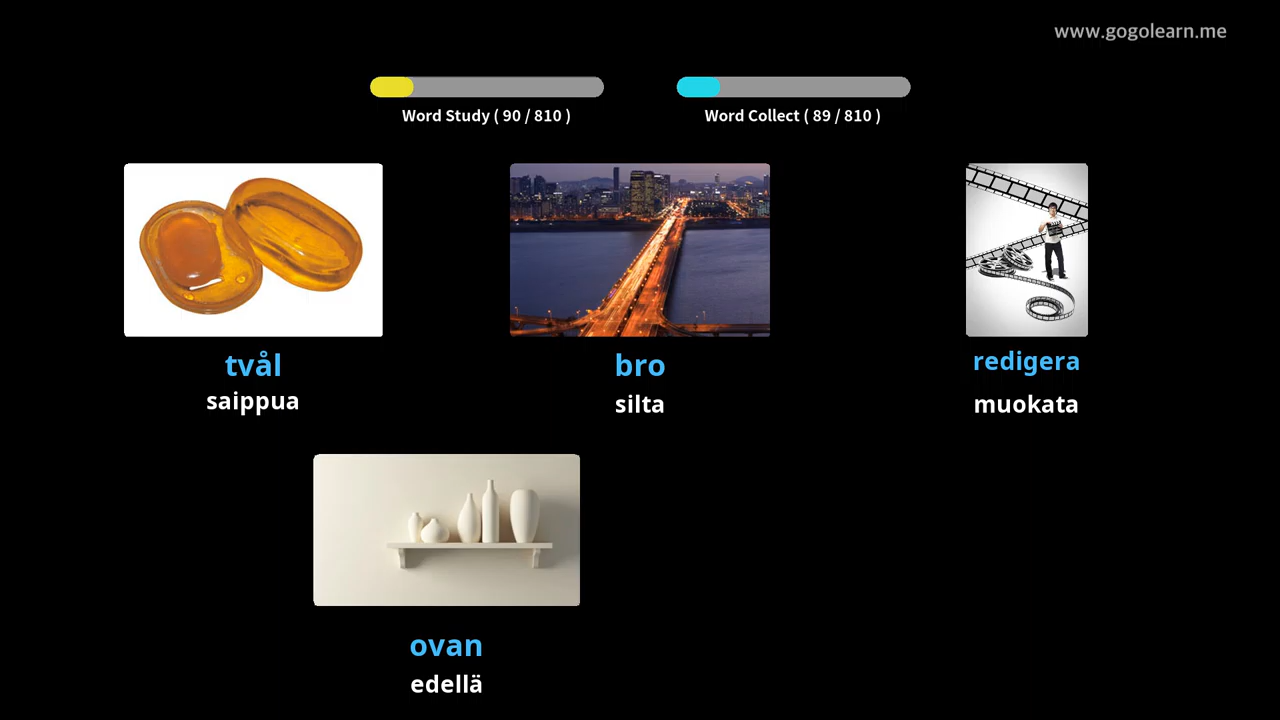 www.gogolearn.me
Word Study ( 90 / 810 )
Word Collect ( 89 / 810 )
tvål
saippua
bro
silta
redigera
muokata
ovan
edellä